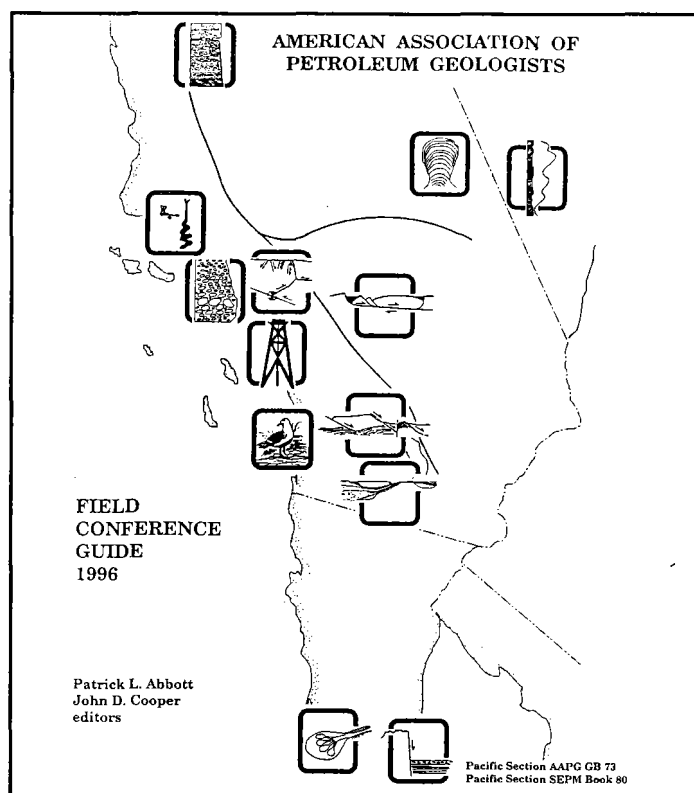 AMERICAN ASSOCIATION OF
PETROLEUM GEOLOGISTS
FIELD
CONFERENCE
GUIDE
1996
Patrick L. Abbott
John D. Cooper
editors
Pacific Section AAPG GB 73
Pacific Section SEPM Book 80